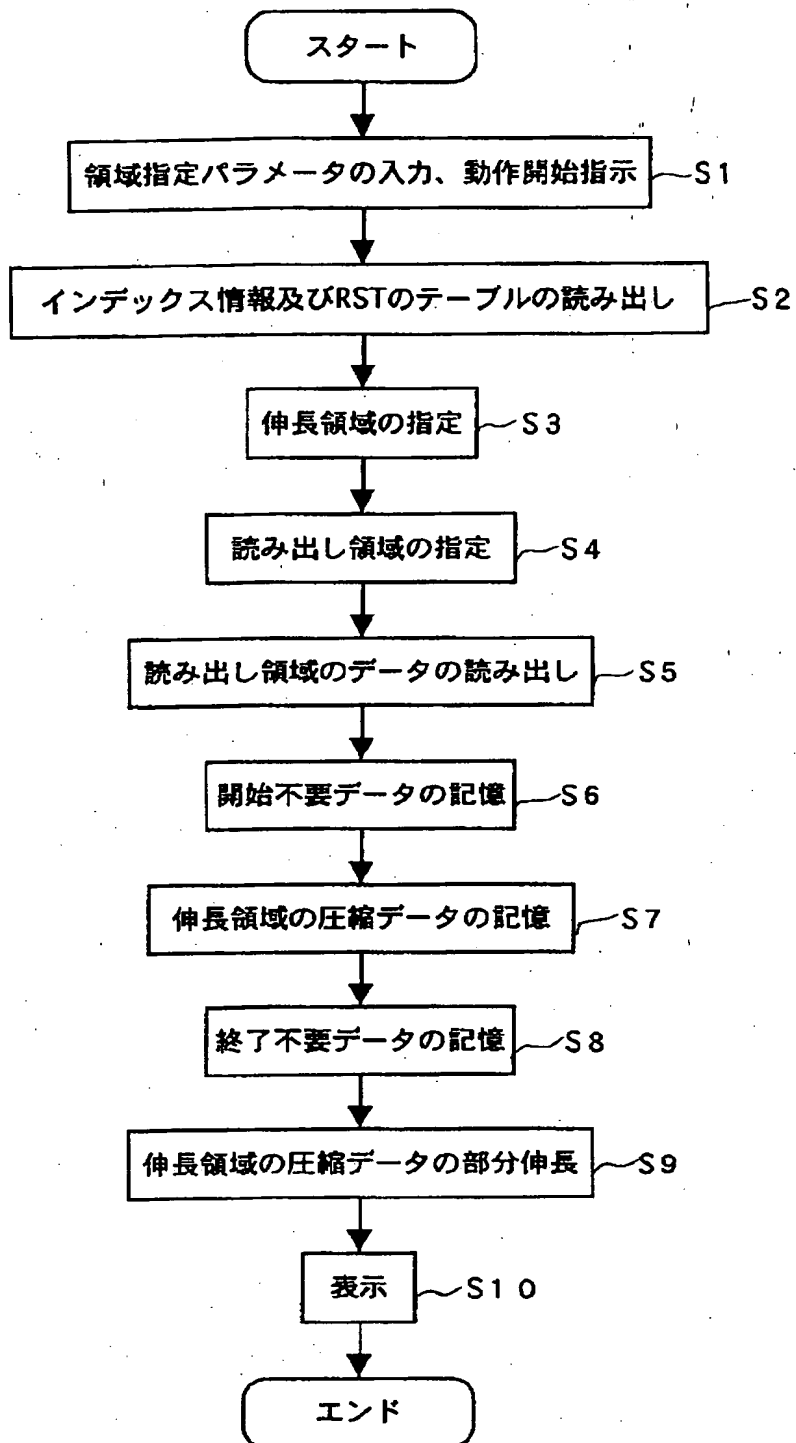 スタート
領域指定パラメータの入力、動作開始指示 S1
インデックス情報及びRSTのテーブルの読み出し S2
伸長領域の指定 S3
読み出し領域の指定 S4
読み出し領域のデータの読み出し S5
開始不要データの記憶 S6
伸長領域の圧縮データの記憶 S7
終了不要データの記憶 S8
伸長領域の圧縮データの部分伸長 S9
表示 S10
エンド